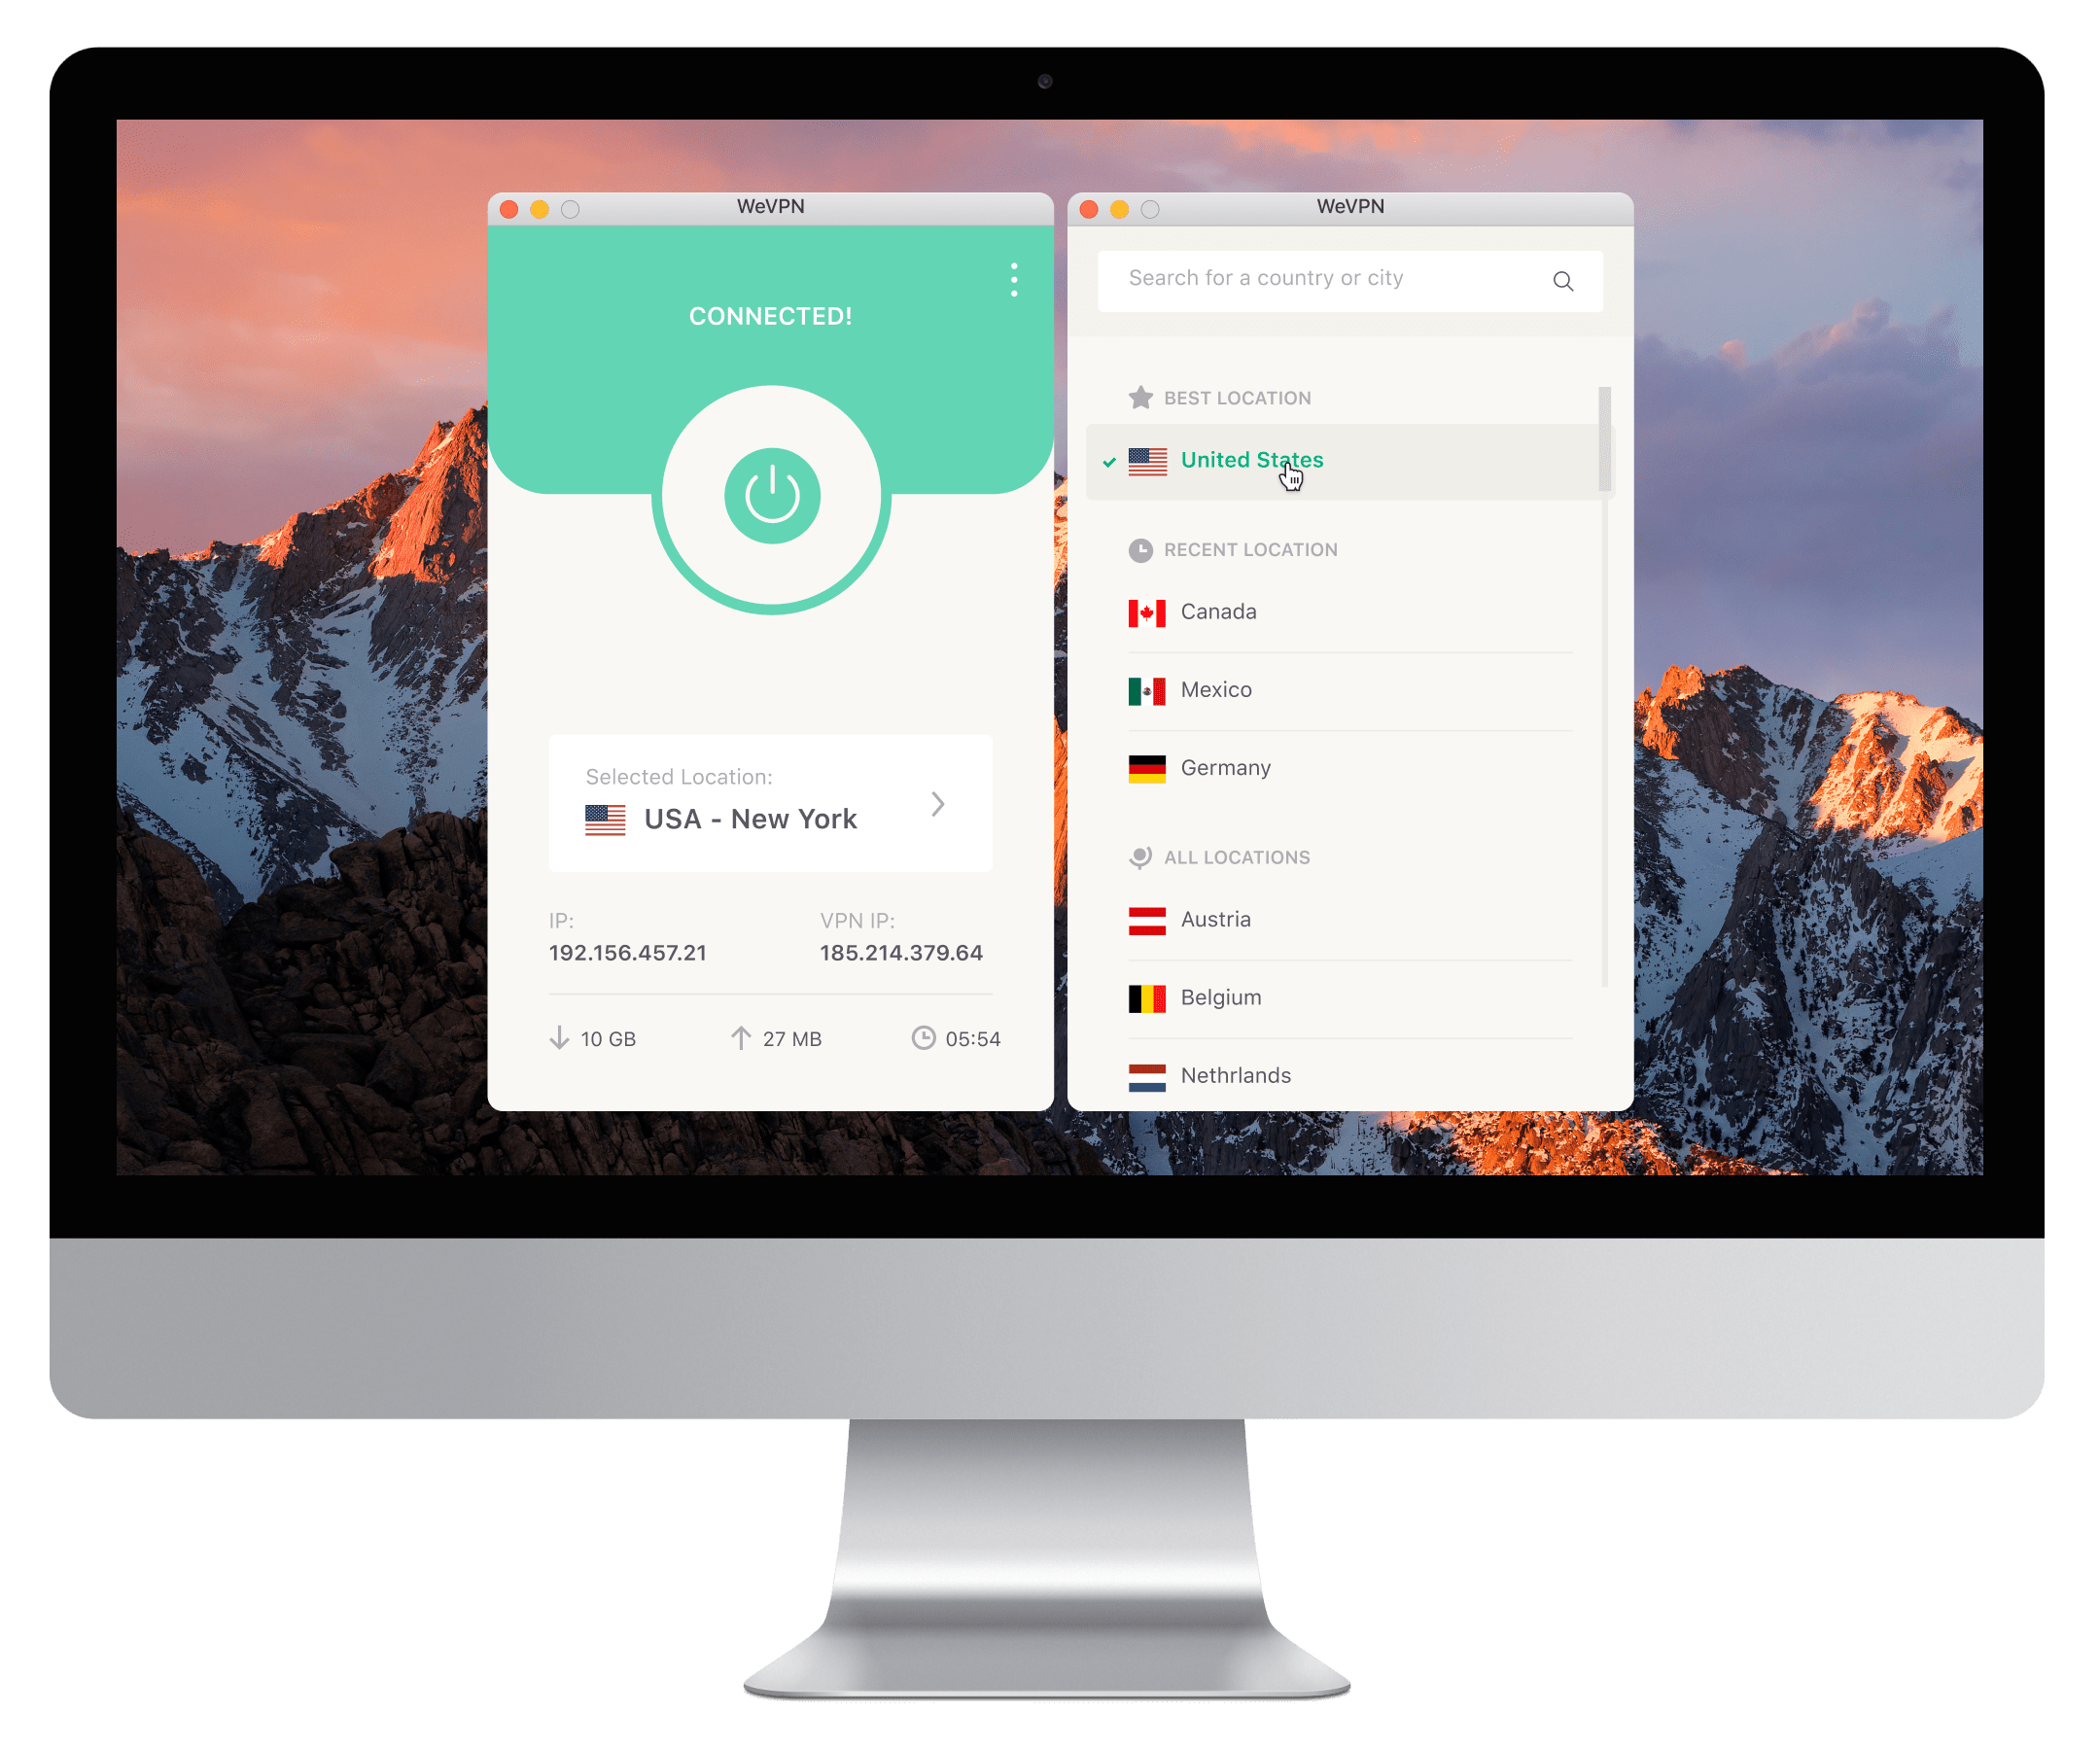 WeVPN
CONNECTED!
Selected Location:
USA - New York
IP:
192.156.457.21
VPN IP:
185.214.379.64
10 GB
27 MB
05:54
WeVPN
Search for a country or city
BEST LOCATION
United States
RECENT LOCATION
Canada
Mexico
Germany
ALL LOCATIONS
Austria
Belgium
Nethrlands